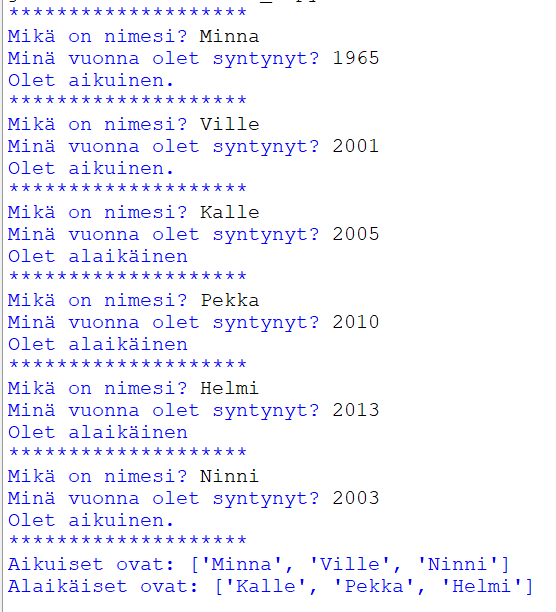 ********************
Mikä on nimesi? Minna
Minä vuonna olet syntynyt? 1965
Olet aikuinen.
********************
Mikä on nimesi? Ville
Minä vuonna olet syntynyt? 2001
Olet aikuinen.
********************
Mikä on nimesi? Kalle
Minä vuonna olet syntynyt? 2005
Olet alaikäinen
********************
Mikä on nimesi? Pekka
Minä vuonna olet syntynyt? 2010
Olet alaikäinen
********************
Mikä on nimesi? Helmi
Minä vuonna olet syntynyt? 2013
Olet alaikäinen
********************
Mikä on nimesi? Ninni
Minä vuonna olet syntynyt? 2003
Olet aikuinen.
********************
Aikuiset ovat: ['Minna', 'Ville', 'Ninni']
Alaikäiset ovat: ['Kalle', 'Pekka', 'Helmi']